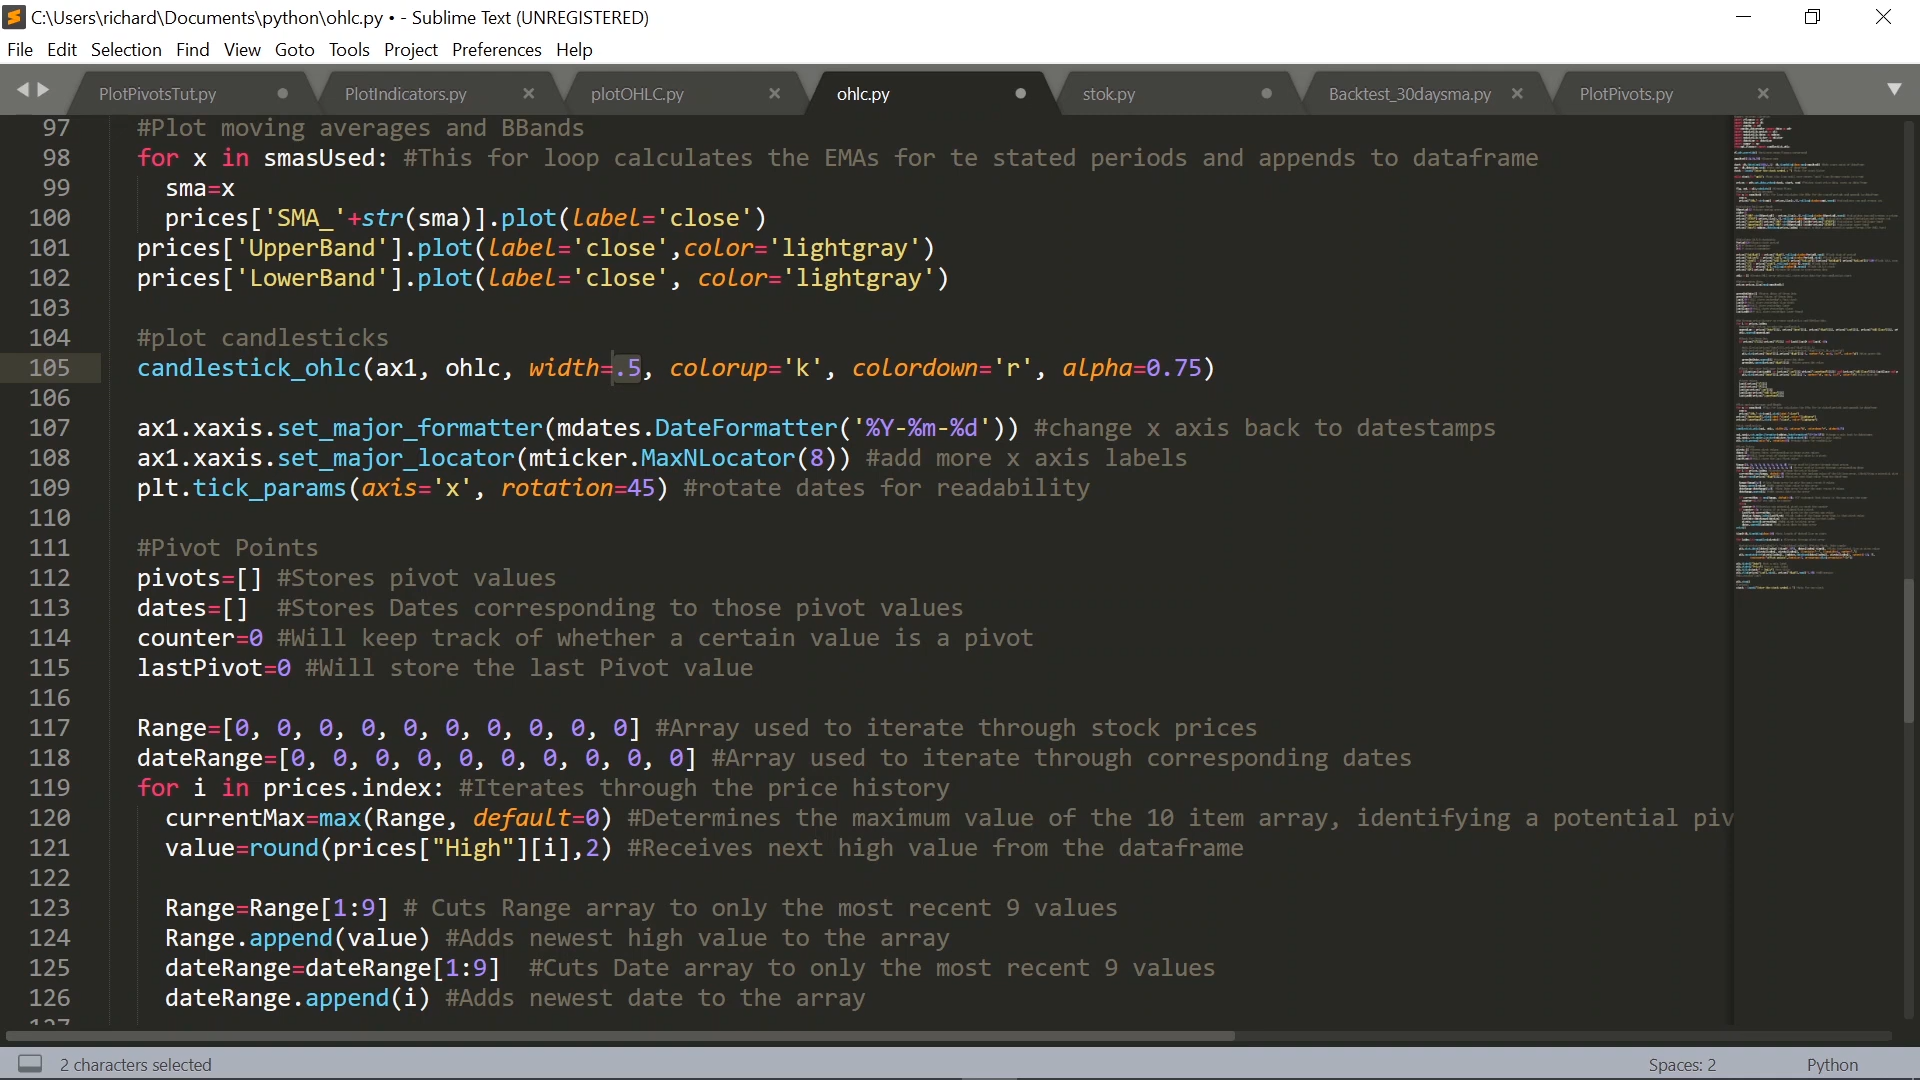 C:\Users\richard\Documents\python\ohlc.py • - Sublime Text (UNREGISTERED)
File Edit Selection Find View Goto Tools Project Preferences Help
PlotPivotsTut.py PlotIndicators.py plotOHLC.py ohlc.py stok.py Backtest_30daysma.py PlotPivots.py
97 #Plot moving averages and BBands
98 for x in smasUsed: #This for loop calculates the EMAs for te stated periods and appends to dataframe
99 sma=x
100 prices['SMA_'+str(sma)].plot(label='close')
101 prices['UpperBand'].plot(label='close',color='lightgray')
102 prices['LowerBand'].plot(label='close', color='lightgray')
103
104 #plot candlesticks
105 candlestick_ohlc(ax1, ohlc, width=.5, colorup='k', colordown='r', alpha=0.75)
106
107 ax1.xaxis.set_major_formatter(mdates.DateFormatter('%Y-%m-%d')) #change x axis back to datestamps
108 ax1.xaxis.set_major_locator(mticker.MaxNLocator(8)) #add more x axis labels
109 plt.tick_params(axis='x', rotation=45) #rotate dates for readability
110
111 #Pivot Points
112 pivots=[] #Stores pivot values
113 dates=[]  #Stores Dates corresponding to those pivot values
114 counter=0 #Will keep track of whether a certain value is a pivot
115 lastPivot=0 #Will store the last Pivot value
116
117 Range=[0, 0, 0, 0, 0, 0, 0, 0, 0, 0] #Array used to iterate through stock prices
118 dateRange=[0, 0, 0, 0, 0, 0, 0, 0, 0, 0] #Array used to iterate through corresponding dates
119 for i in prices.index: #Iterates through the price history
120 currentMax=max(Range, default=0) #Determines the maximum value of the 10 item array, identifying a potential piv
121 value=round(prices["High"][i],2) #Receives next high value from the dataframe
122
123 Range=Range[1:9] # Cuts Range array to only the most recent 9 values
124 Range.append(value) #Adds newest high value to the array
125 dateRange=dateRange[1:9]  #Cuts Date array to only the most recent 9 values
126 dateRange.append(i) #Adds newest date to the array
2 characters selected Spaces: 2 Python